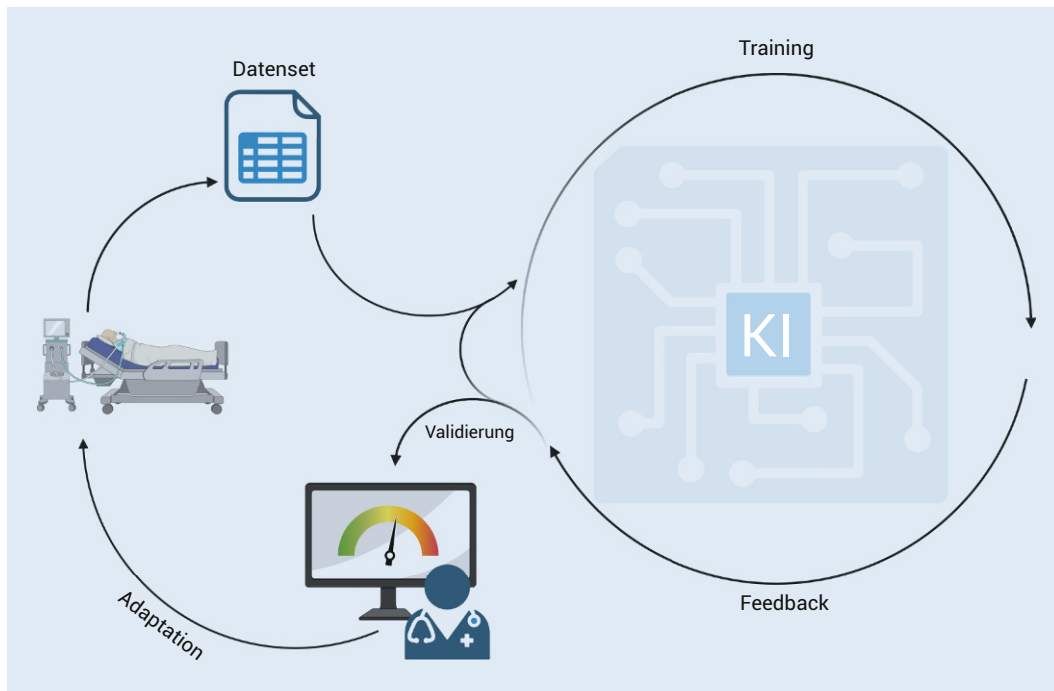 Training
Datenset
KI
Validierung
Adaptation
Feedback